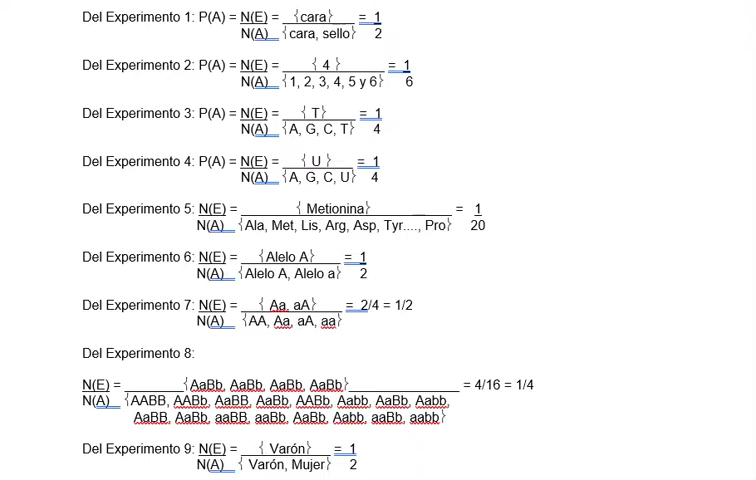 Del Experimento 1: P(A) = N(E) = {cara} = 1
N(A) {cara, sello} 2
Del Experimento 2: P(A) = N(E) = { 4 } = 1
N(A) {1, 2, 3, 4, 5 y 6} 6
Del Experimento 3: P(A) = N(E) = { T} = 1
N(A) {A, G, C, T} 4
Del Experimento 4: P(A) = N(E) = { U } = 1
N(A) {A, G, C, U} 4
Del Experimento 5: N(E) = { Metionina} = 1
N(A) {Ala, Met, Lis, Arg, Asp, Tyr...., Pro} 20
Del Experimento 6: N(E) = {Alelo A} = 1
N(A) {Alelo A, Alelo a} 2
Del Experimento 7: N(E) = { Aa, aA} = 2/4 = 1/2
N(A) {AA, Aa, aA, aa}
Del Experimento 8:
N(E) = {AaBb, AaBb, AaBb, AaBb} = 4/16 = 1/4
N(A) {AABB, AABb, AaBB, AaBb, AABb, Aabb, AaBb, Aabb,
AaBB, AaBb, aaBB, aaBb, AaBb, Aabb, aaBb, aabb}
Del Experimento 9: N(E) = { Varón} = 1
N(A) { Varón, Mujer} 2